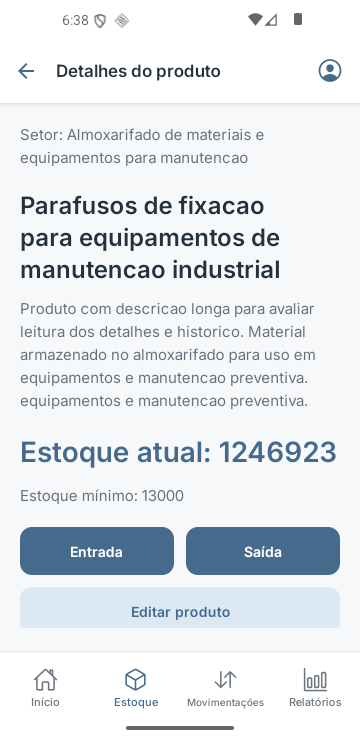 6:38
Detalhes do produto
Setor: Almoxarifado de materiais e
equipamentos para manutencao
Parafusos de fixacao
para equipamentos de
manutencao industrial
Produto com descricao longa para avaliar
leitura dos detalhes e historico. Material
armazenado no almoxarifado para uso em
equipamentos e manutencao preventiva.
equipamentos e manutencao preventiva.
Estoque atual: 1246923
Estoque mínimo: 13000
Entrada
Saída
Editar produto
Início
Estoque
Movimentações
Relatórios